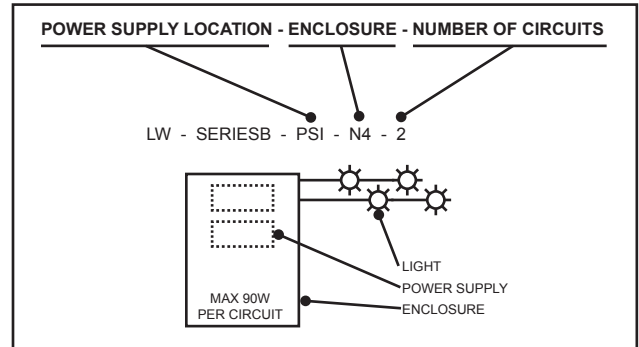 POWER SUPPLY LOCATION - ENCLOSURE - NUMBER OF CIRCUITS
LW - SERIESB - PSI - N4 - 2
LIGHT
POWER SUPPLY
ENCLOSURE
MAX 90W
PER CIRCUIT